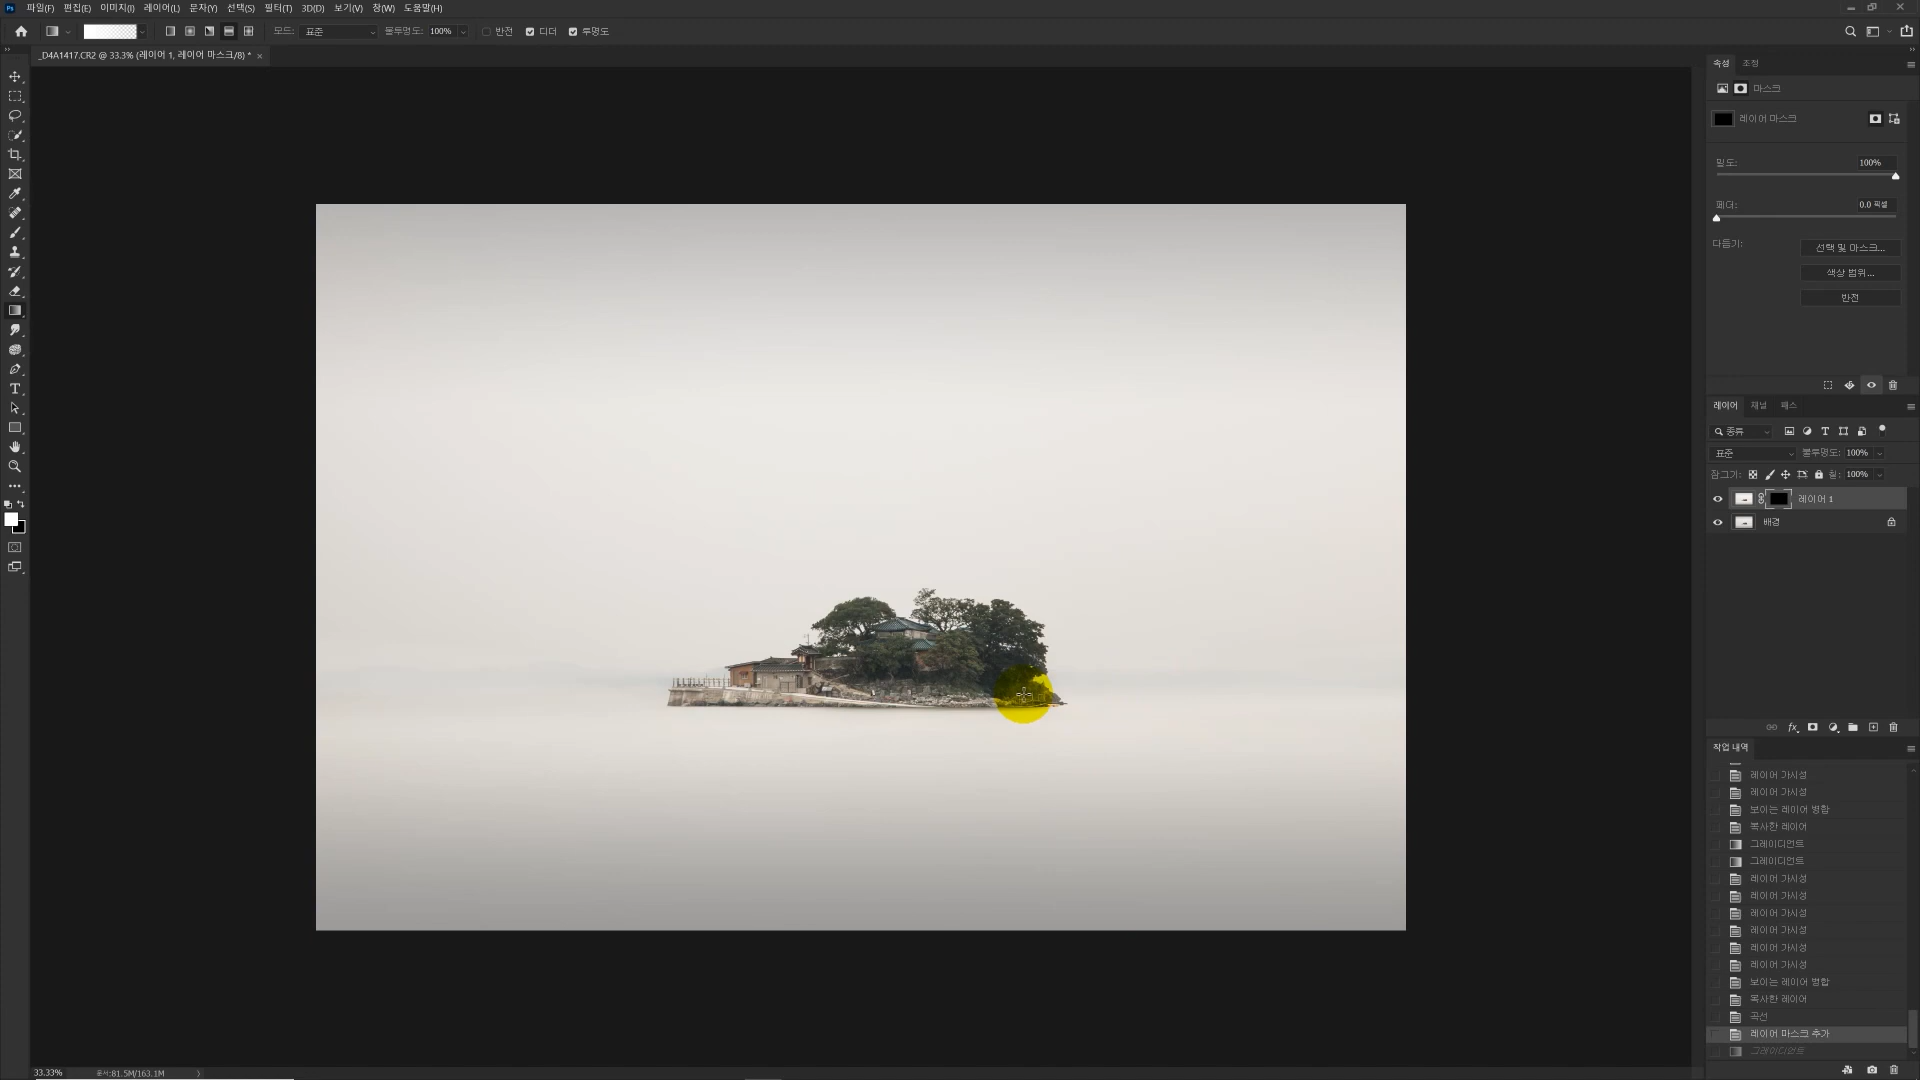 Ps 파일(F) 편집(E) 이미지(I) 레이어(L) 문자(Y) 선택(S) 필터(T) 3D(D) 보기(V) 창(W) 도움말(H)
모드: 표준 불투명도: 100% 반전 디더 투명도
_D4A1417.CR2 @ 33.3% (레이어 1, 레이어 마스크/8) * ×
속성 조정
마스크
레이어 마스크
밀도: 100%
페더: 0.0 픽셀
다듬기: 선택 및 마스크...
색상 범위...
반전
레이어 채널 패스
종류
표준 불투명도: 100%
잠그기: 칠: 100%
레이어 1
배경
fx
작업 내역
레이어 가시성
레이어 가시성
보이는 레이어 병합
복사한 레이어
그레이디언트
그레이디언트
레이어 가시성
레이어 가시성
레이어 가시성
레이어 가시성
레이어 가시성
레이어 가시성
보이는 레이어 병합
복사한 레이어
곡선
레이어 마스크 추가
그레이디언트
33.33% 문서:81.5M/163.1M